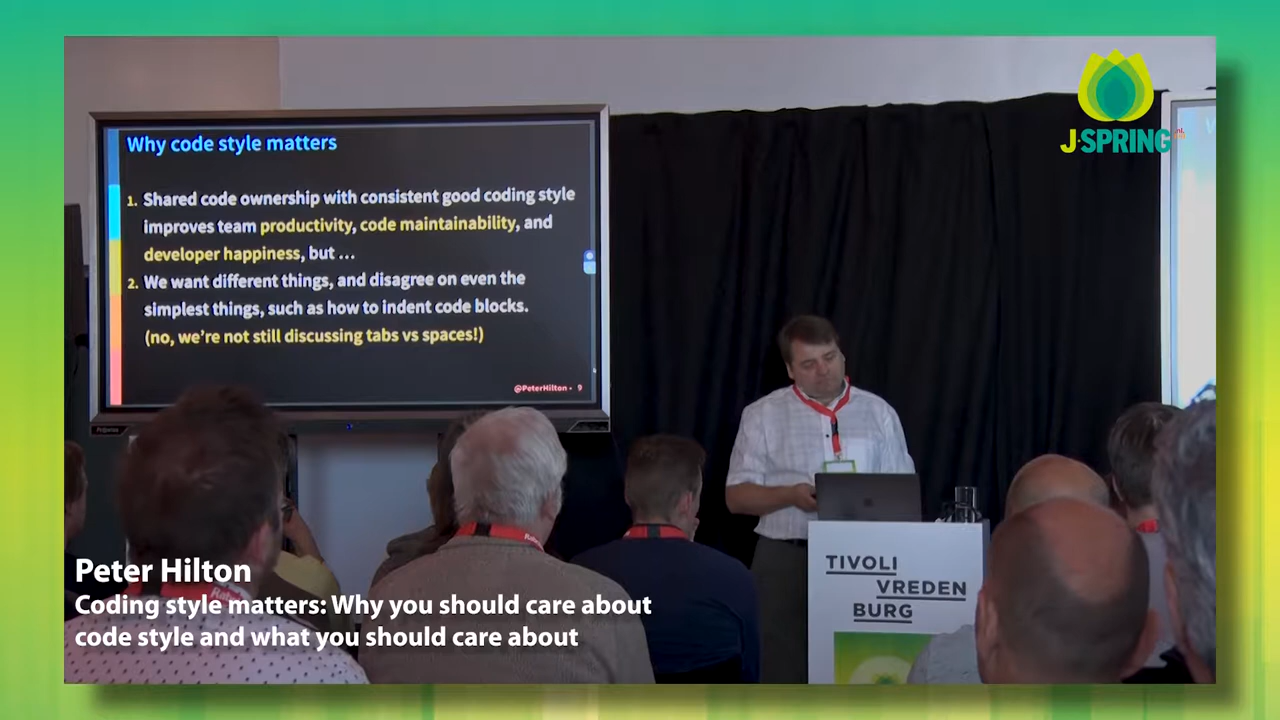 Why code style matters
1. Shared code ownership with consistent good coding style
improves team productivity, code maintainability, and
developer happiness, but ...
2. We want different things, and disagree on even the
simplest things, such as how to indent code blocks.
(no, we're not still discussing tabs vs spaces!)
@PeterHilton • 9
J-SPRING.nl
TIVOLI
VREDEN
BURG
Peter Hilton
Coding style matters: Why you should care about
code style and what you should care about